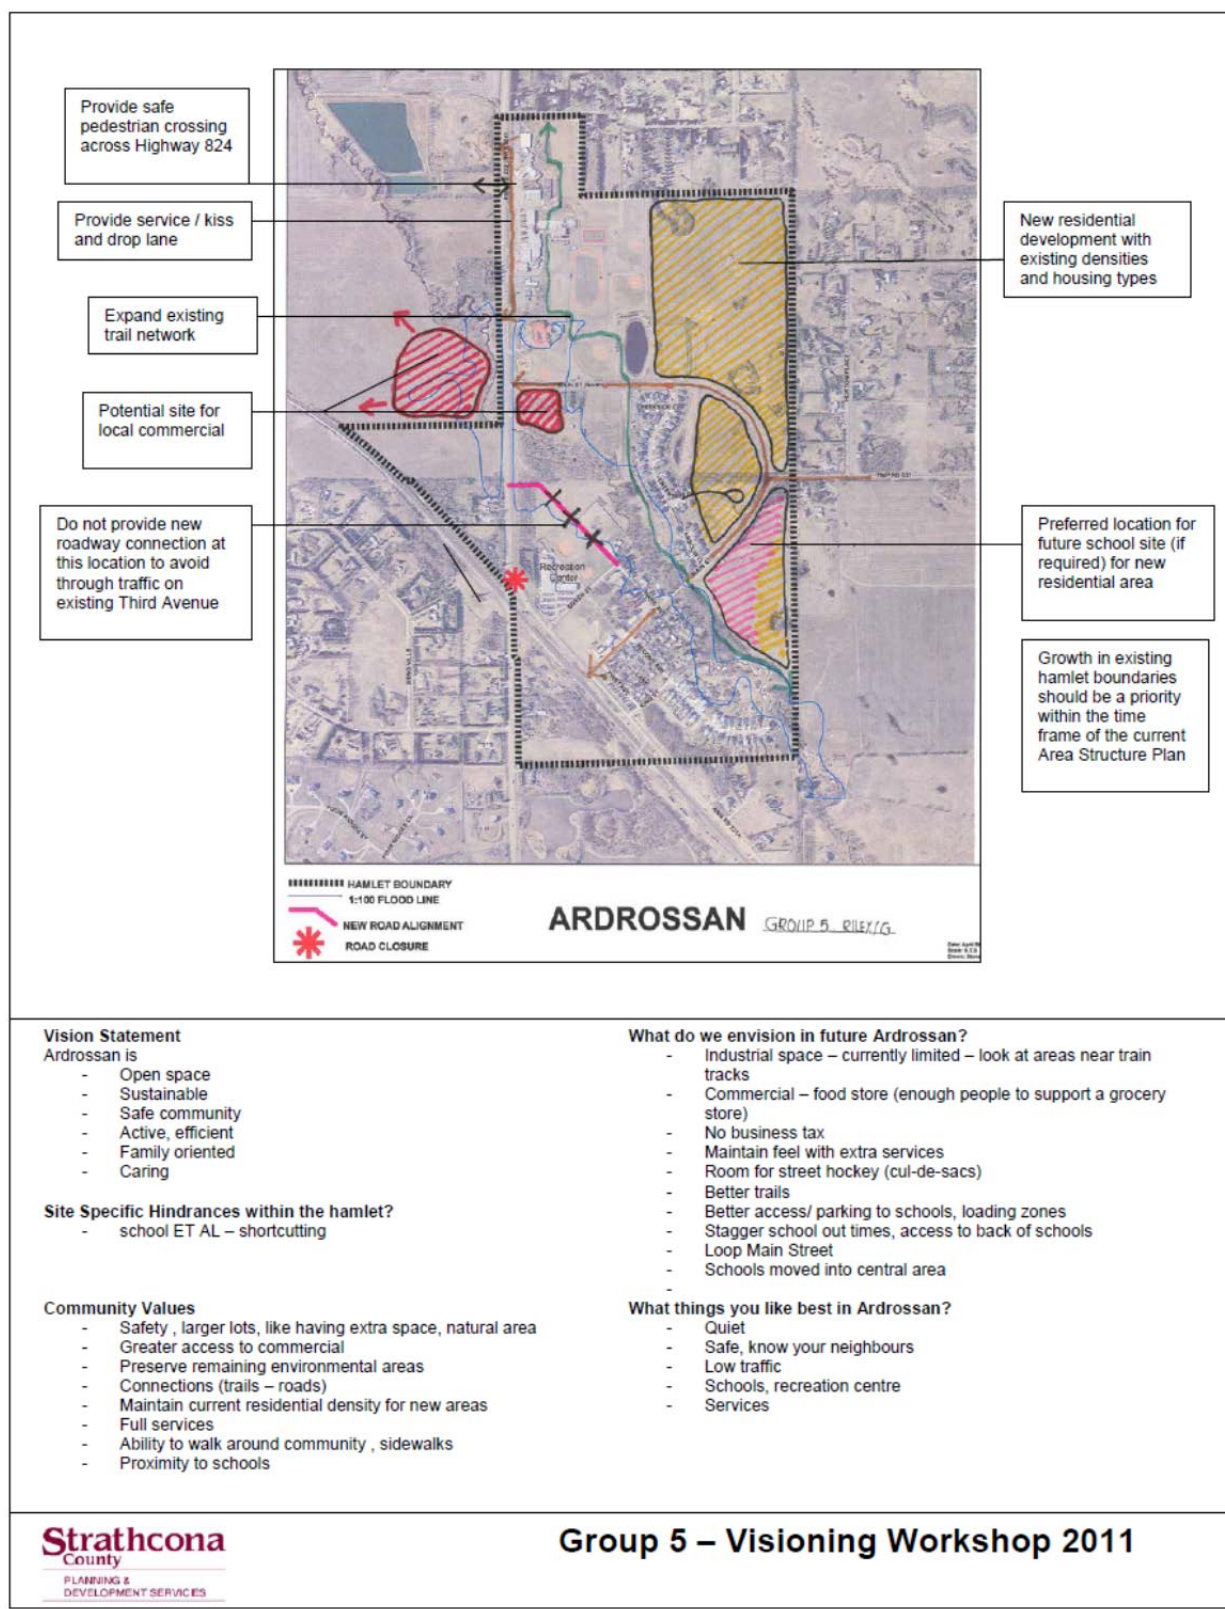 Provide safe
pedestrian crossing
across Highway 824
Provide service / kiss
and drop lane
Expand existing
trail network
Potential site for
local commercial
Do not provide new
roadway connection at
this location to avoid
through traffic on
existing Third Avenue
New residential
development with
existing densities
and housing types
Preferred location for
future school site (if
required) for new
residential area
Growth in existing
hamlet boundaries
should be a priority
within the time
frame of the current
Area Structure Plan
Recreation
Center
HAMLET BOUNDARY
1:100 FLOOD LINE
NEW ROAD ALIGNMENT
ROAD CLOSURE
ARDROSSAN
GROUP 5
Vision Statement
Ardrossan is
- Open space
- Sustainable
- Safe community
- Active, efficient
- Family oriented
- Caring
Site Specific Hindrances within the hamlet?
- school ET AL – shortcutting
Community Values
- Safety , larger lots, like having extra space, natural area
- Greater access to commercial
- Preserve remaining environmental areas
- Connections (trails – roads)
- Maintain current residential density for new areas
- Full services
- Ability to walk around community , sidewalks
- Proximity to schools
What do we envision in future Ardrossan?
- Industrial space – currently limited – look at areas near train
tracks
- Commercial – food store (enough people to support a grocery
store)
- No business tax
- Maintain feel with extra services
- Room for street hockey (cul-de-sacs)
- Better trails
- Better access/ parking to schools, loading zones
- Stagger school out times, access to back of schools
- Loop Main Street
- Schools moved into central area
-
What things you like best in Ardrossan?
- Quiet
- Safe, know your neighbours
- Low traffic
- Schools, recreation centre
- Services
Strathcona
County
PLANNING &
DEVELOPMENT SERVICES
Group 5 – Visioning Workshop 2011